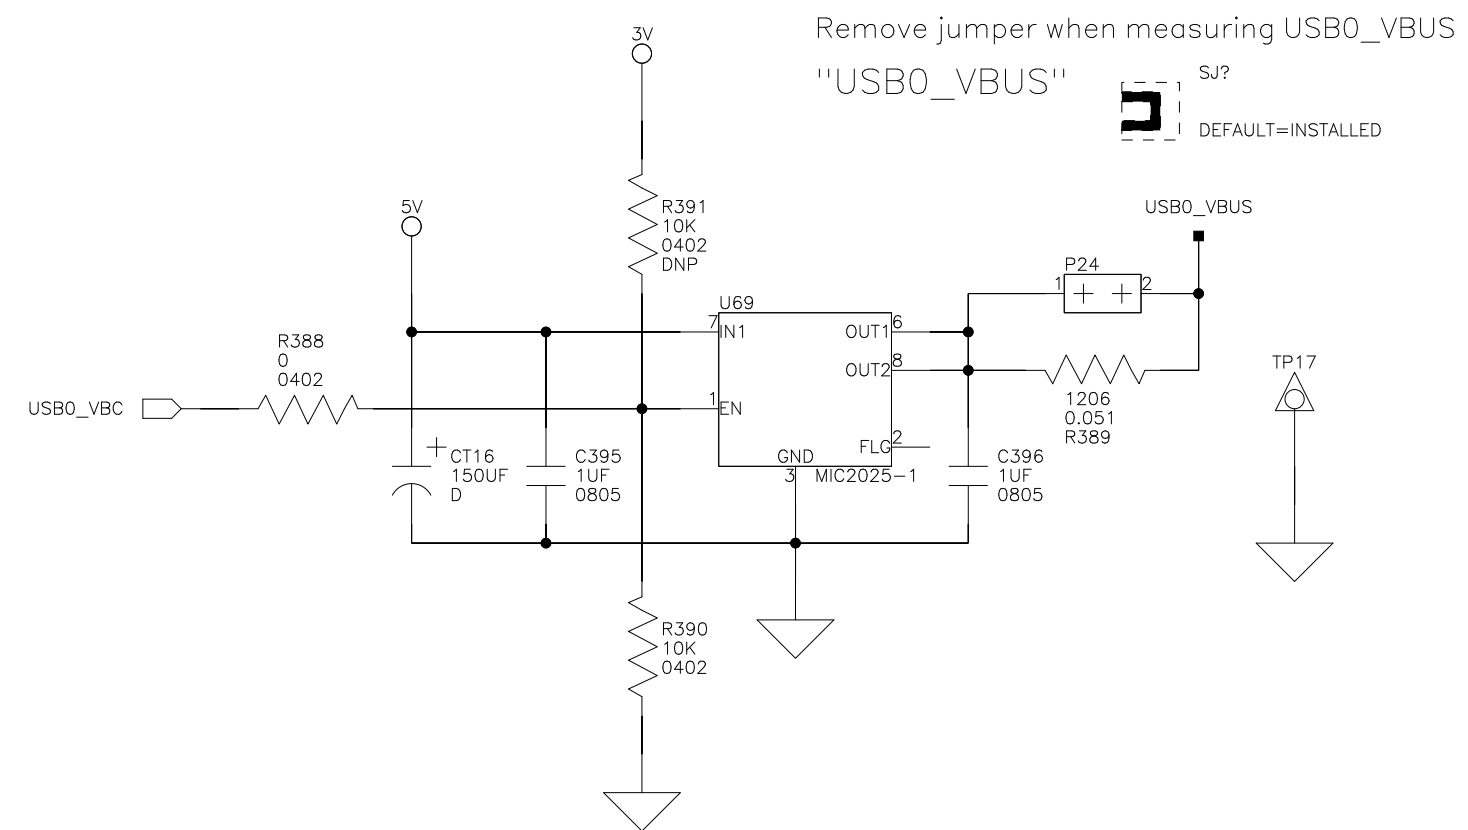 Remove jumper when measuring USB0_VBUS
"USB0_VBUS"
SJ?
DEFAULT=INSTALLED
3V
R391
10K
0402
DNP
5V
USB0_VBUS
P24
1
2
U69
7
IN1
OUT1
6
OUT2
8
1
EN
FLG
2
GND
3
MIC2025-1
R388
0
0402
USB0_VBC
1206
0.051
R389
TP17
CT16
150UF
D
C395
1UF
0805
C396
1UF
0805
R390
10K
0402